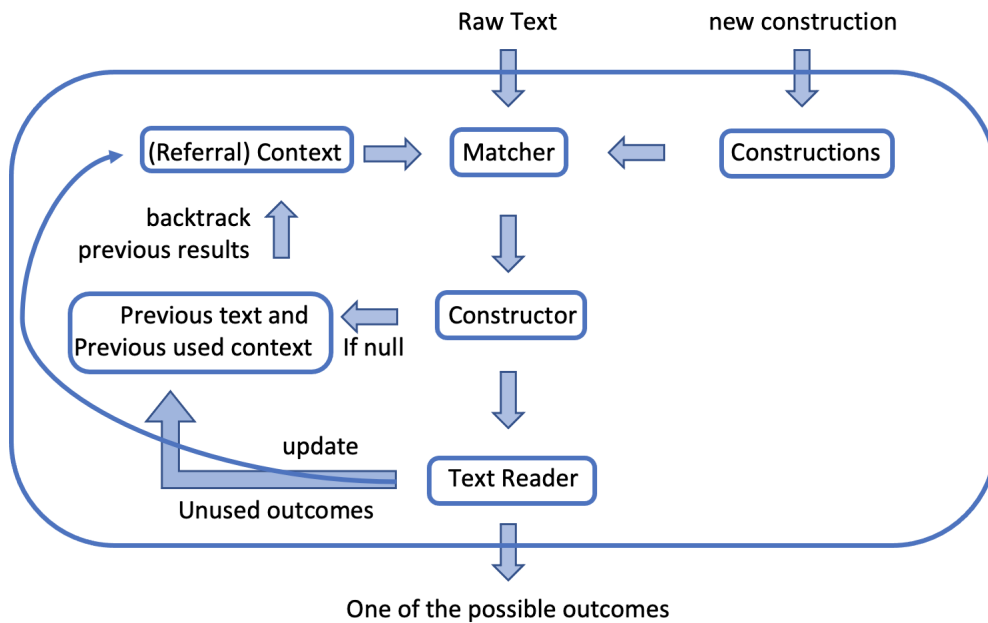 Raw Text
new construction
(Referral) Context
Matcher
Constructions
backtrack
previous results
Previous text and
Previous used context
If null
Constructor
update
Text Reader
Unused outcomes
One of the possible outcomes